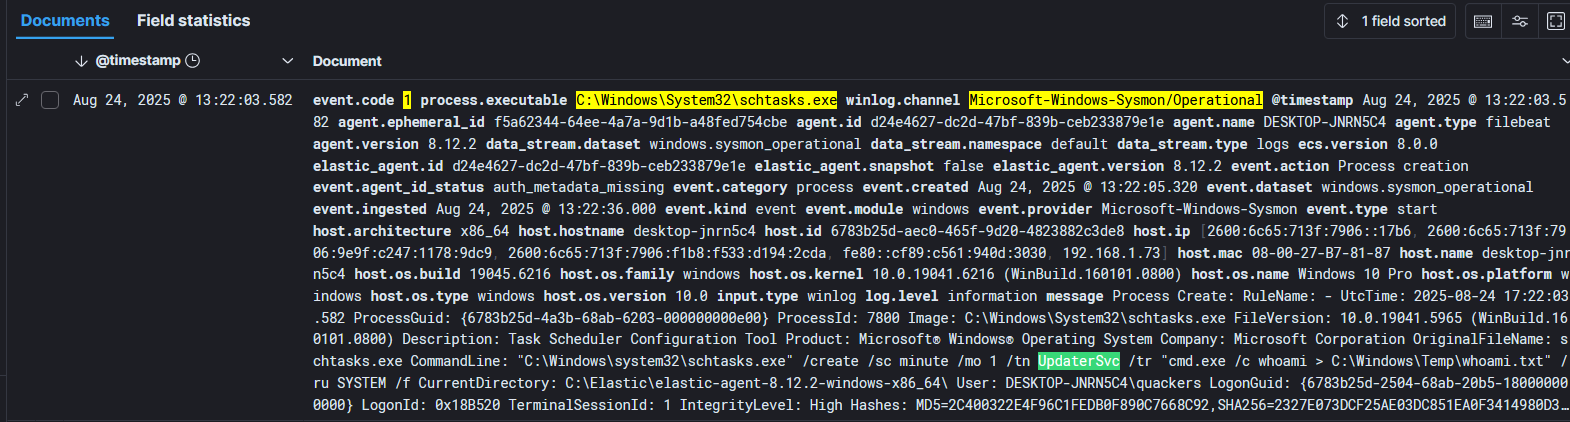 Documents Field statistics
1 field sorted
@timestamp Document
Aug 24, 2025 @ 13:22:03.582 event.code 1 process.executable C:\Windows\System32\schtasks.exe winlog.channel Microsoft-Windows-Sysmon/Operational @timestamp Aug 24, 2025 @ 13:22:03.5
82 agent.ephemeral_id f5a62344-64ee-4a7a-9d1b-a48fed754cbe agent.id d24e4627-dc2d-47bf-839b-ceb233879e1e agent.name DESKTOP-JNRN5C4 agent.type filebeat
agent.version 8.12.2 data_stream.dataset windows.sysmon_operational data_stream.namespace default data_stream.type logs ecs.version 8.0.0
elastic_agent.id d24e4627-dc2d-47bf-839b-ceb233879e1e elastic_agent.snapshot false elastic_agent.version 8.12.2 event.action Process creation
event.agent_id_status auth_metadata_missing event.category process event.created Aug 24, 2025 @ 13:22:05.320 event.dataset windows.sysmon_operational
event.ingested Aug 24, 2025 @ 13:22:36.000 event.kind event event.module windows event.provider Microsoft-Windows-Sysmon event.type start
host.architecture x86_64 host.hostname desktop-jnrn5c4 host.id 6783b25d-aec0-465f-9d20-4823882c3de8 host.ip [2600:6c65:713f:7906::17b6, 2600:6c65:713f:79
06:9e9f:c247:1178:9dc9, 2600:6c65:713f:7906:f1b8:f533:d194:2cda, fe80::cf89:c561:940d:3030, 192.168.1.73] host.mac 08-00-27-B7-81-87 host.name desktop-jnr
n5c4 host.os.build 19045.6216 host.os.family windows host.os.kernel 10.0.19041.6216 (WinBuild.160101.0800) host.os.name Windows 10 Pro host.os.platform w
indows host.os.type windows host.os.version 10.0 input.type winlog log.level information message Process Create: RuleName: - UtcTime: 2025-08-24 17:22:03
.582 ProcessGuid: {6783b25d-4a3b-68ab-6203-000000000e00} ProcessId: 7800 Image: C:\Windows\System32\schtasks.exe FileVersion: 10.0.19041.5965 (WinBuild.16
0101.0800) Description: Task Scheduler Configuration Tool Product: Microsoft® Windows® Operating System Company: Microsoft Corporation OriginalFileName: s
chtasks.exe CommandLine: "C:\Windows\system32\schtasks.exe" /create /sc minute /mo 1 /tn UpdaterSvc /tr "cmd.exe /c whoami > C:\Windows\Temp\whoami.txt" /
ru SYSTEM /f CurrentDirectory: C:\Elastic\elastic-agent-8.12.2-windows-x86_64\ User: DESKTOP-JNRN5C4\quackers LogonGuid: {6783b25d-2504-68ab-20b5-18000000
0000} LogonId: 0x18B520 TerminalSessionId: 1 IntegrityLevel: High Hashes: MD5=2C400322E4F96C1FEDB0F890C7668C92,SHA256=2327E073DCF25AE03DC851EA0F3414980D3…